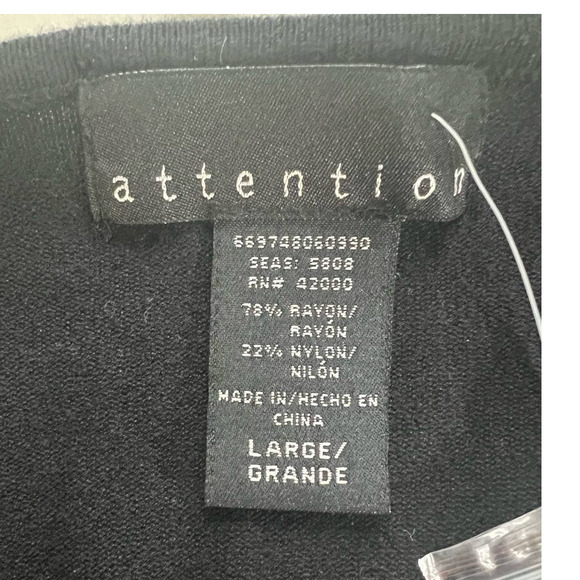 attention
669748060990
SEAS: 5808
RN# 42000
78% RAYON/
RAYÓN
22% NYLON/
NILÓN
MADE IN/HECHO EN
CHINA
LARGE/
GRANDE